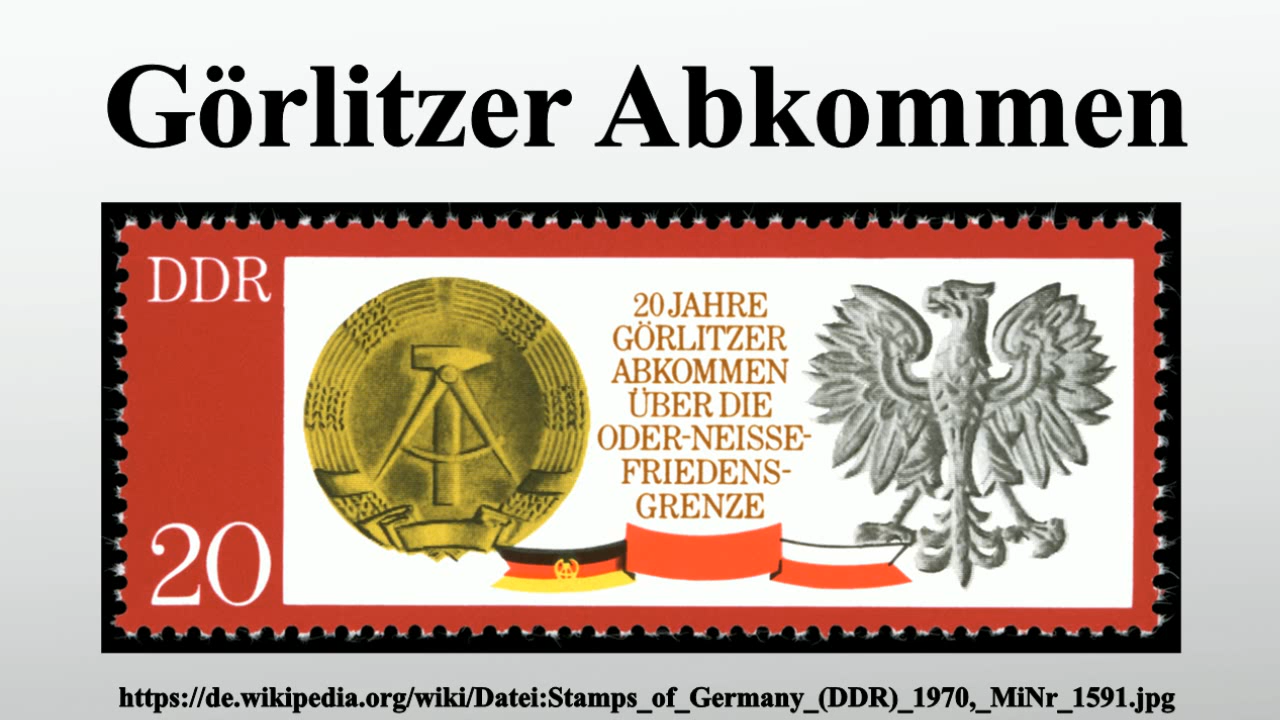 Görlitzer Abkommen
DDR
20 JAHRE
GÖRLITZER
ABKOMMEN
ÜBER DIE
ODER-NEISSE-
FRIEDENS-
GRENZE
20
https://de.wikipedia.org/wiki/Datei:Stamps_of_Germany_(DDR)_1970,_MiNr_1591.jpg